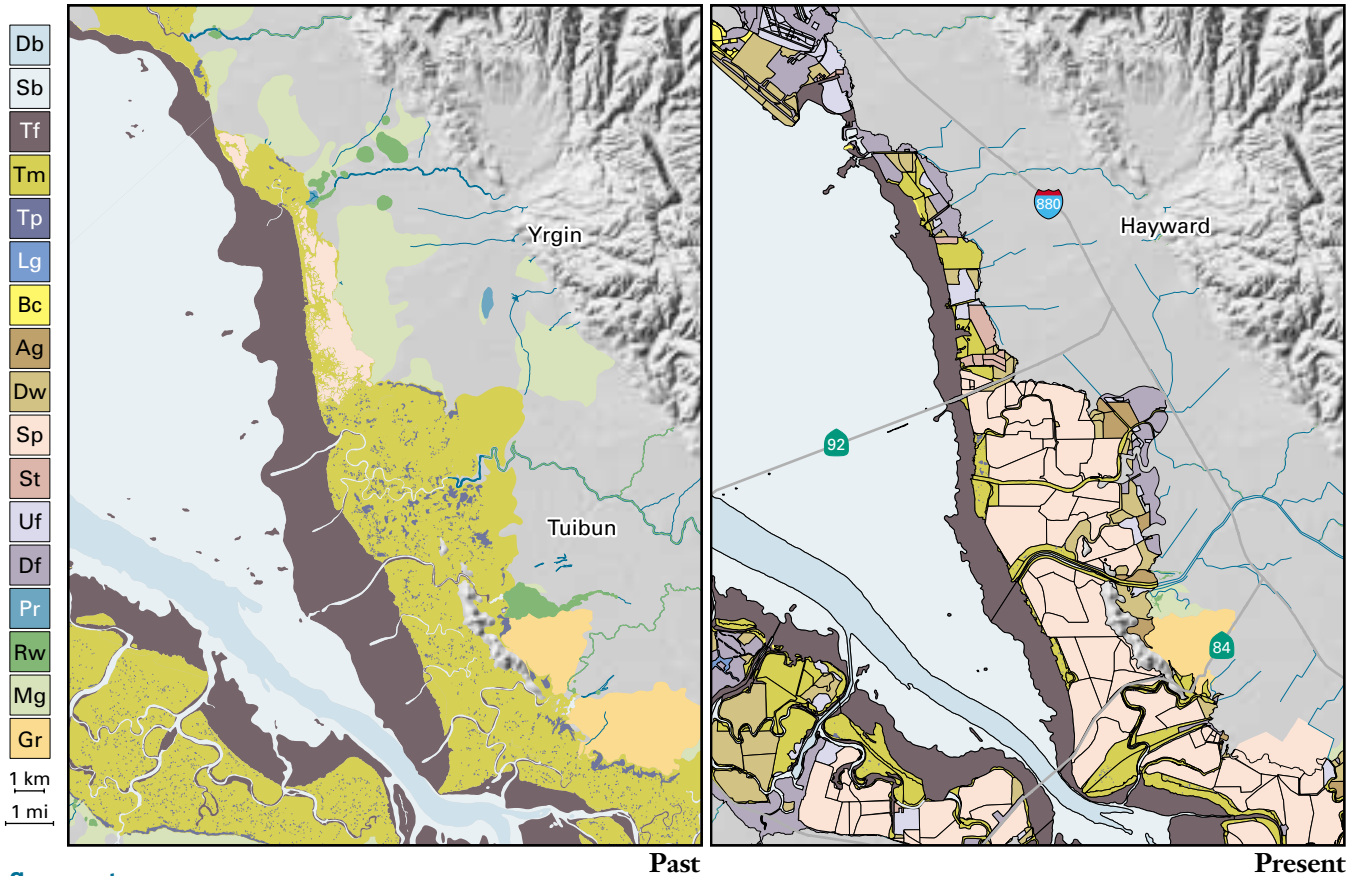 Db
Sb
Tf
Tm
Tp
Lg
Bc
Ag
Dw
Sp
St
Uf
Df
Pr
Rw
Mg
Gr
1 km
1 mi
Yrgin
Tuibun
Past
880
Hayward
92
84
Present